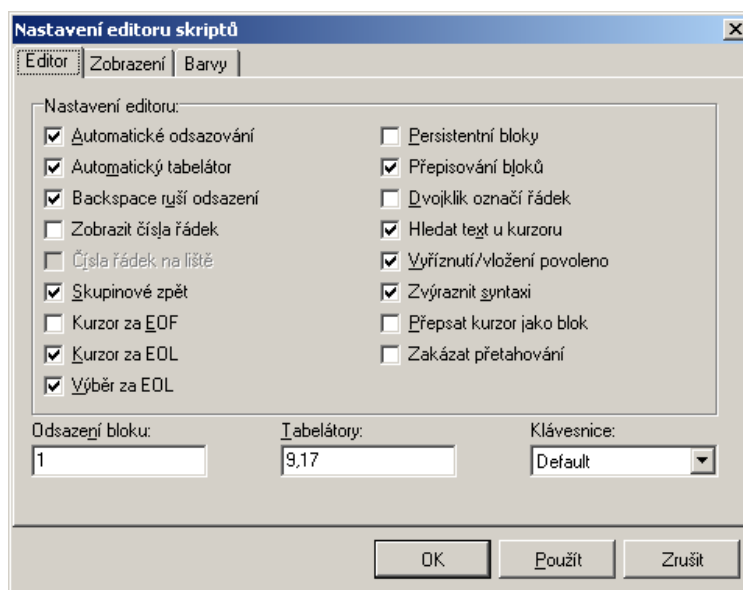 Nastavení editoru skriptů
Editor Zobrazení Barvy
Nastavení editoru:
Automatické odsazování
Automatický tabelátor
Backspace ruší odsazení
Zobrazit čísla řádek
Čísla řádek na liště
Skupinové zpět
Kurzor za EOF
Kurzor za EOL
Výběr za EOL
Persistentní bloky
Přepisování bloků
Dvojklik označí řádek
Hledat text u kurzoru
Vyříznutí/vložení povoleno
Zvýraznit syntaxi
Přepsat kurzor jako blok
Zakázat přetahování
Odsazení bloku: Tabelátory: Klávesnice:
1 9,17 Default
OK Použít Zrušit